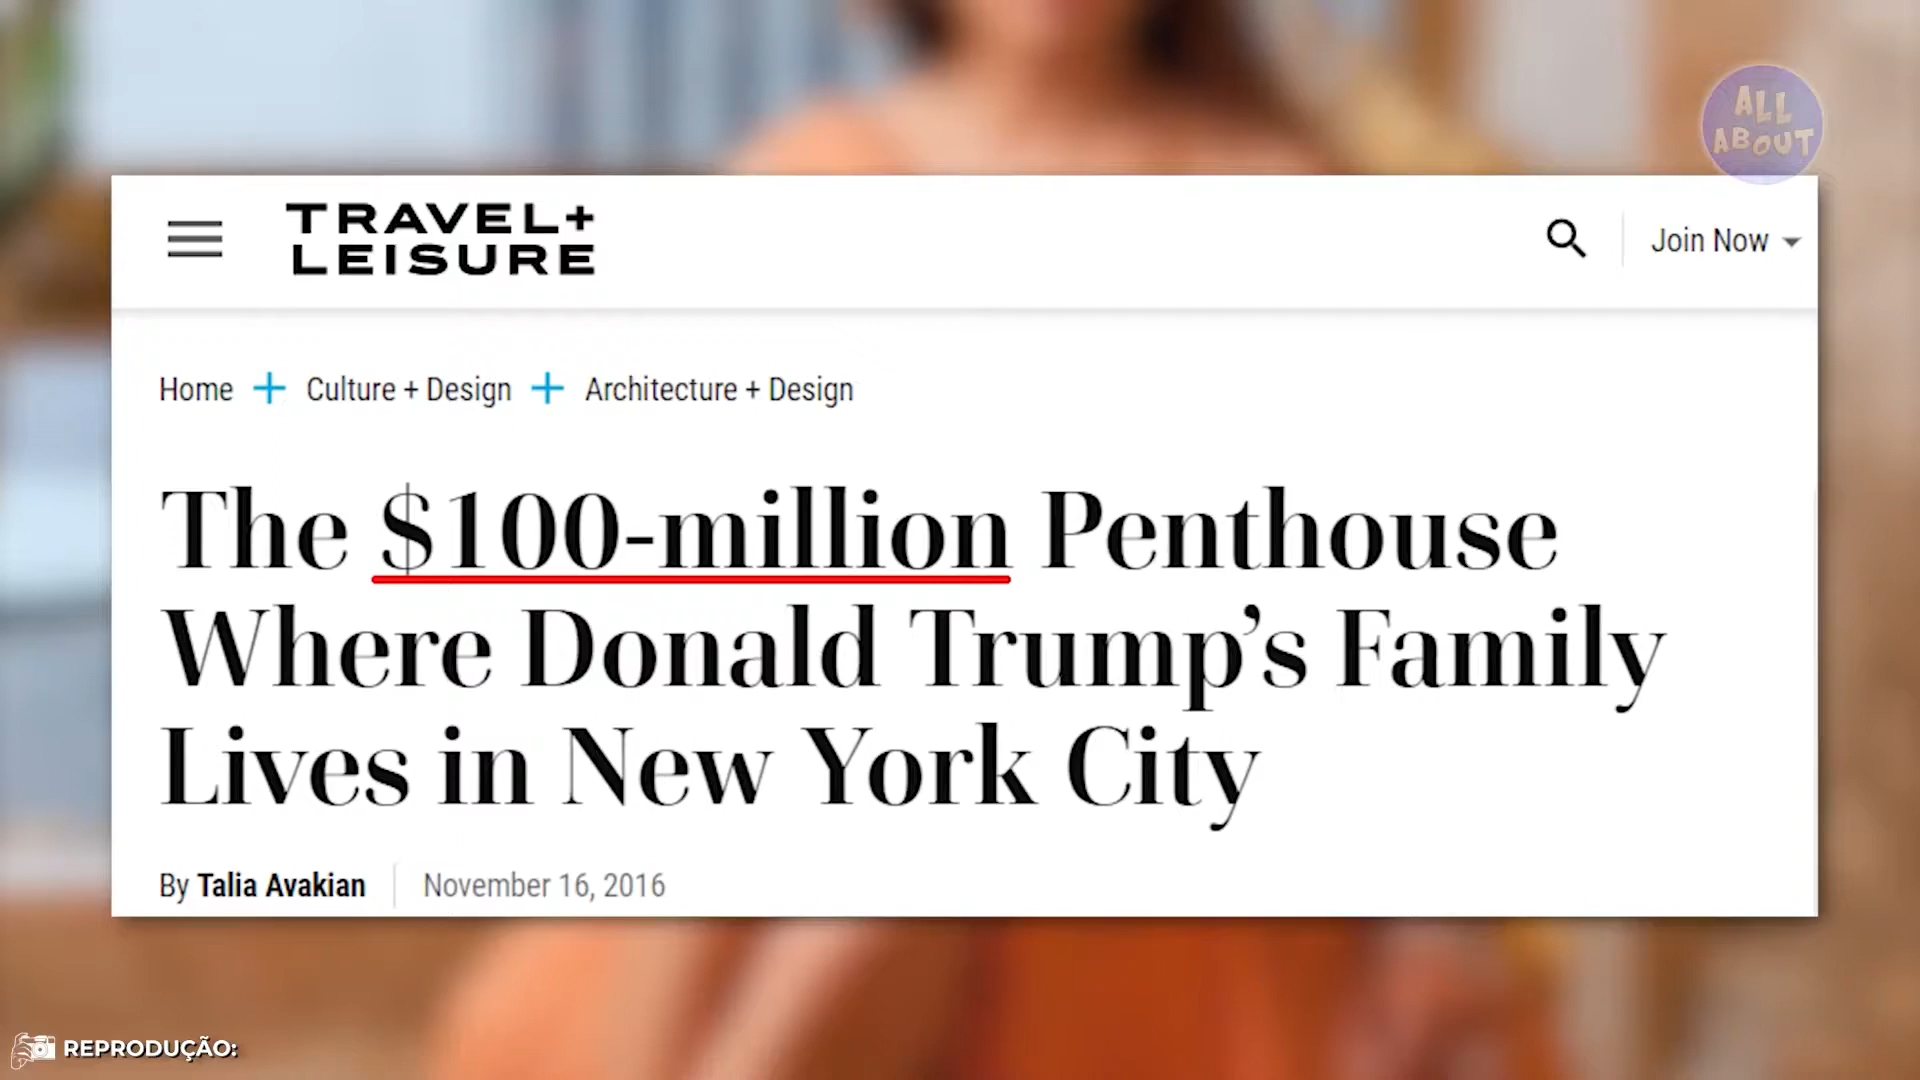 ALL
ABOUT
TRAVEL+
LEISURE
Join Now
Home + Culture + Design + Architecture + Design
The $100-million Penthouse
Where Donald Trump’s Family
Lives in New York City
By Talia Avakian | November 16, 2016
REPRODUÇÃO: